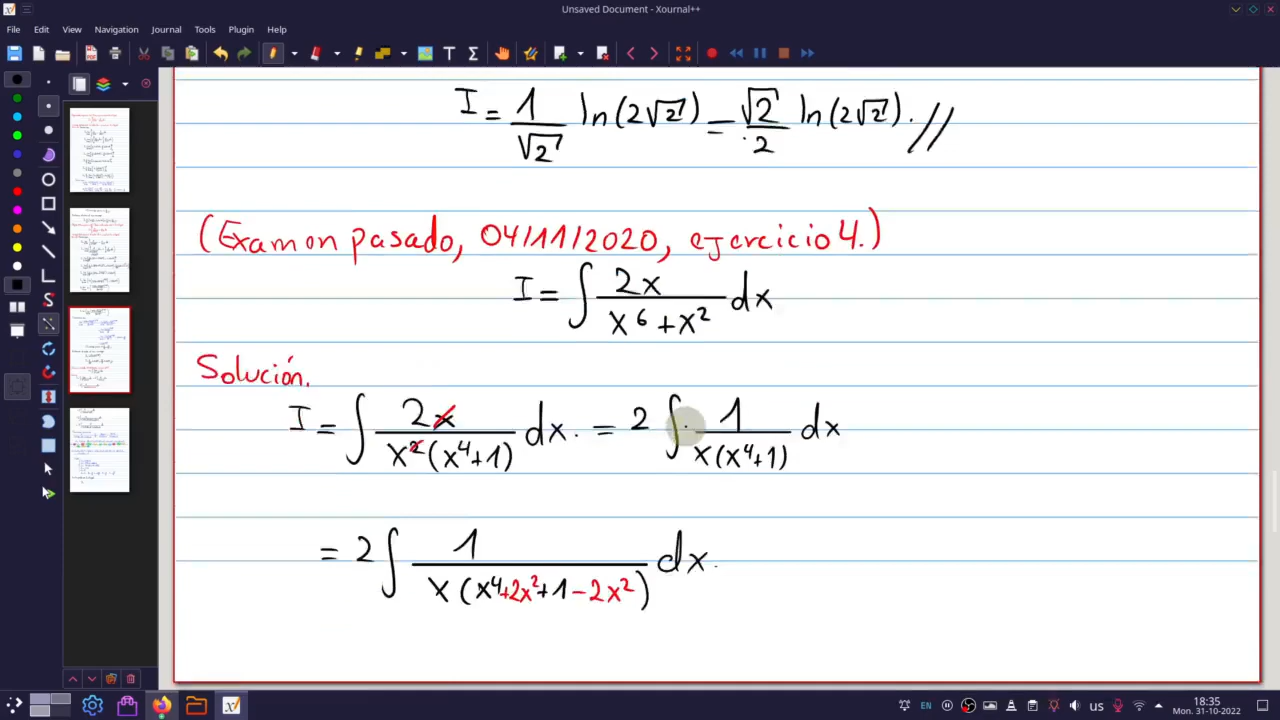 Unsaved Document - Xournal++
File Edit View Navigation Journal Tools Plugin Help
I = 1/√2 ln(2√2) = √2/2 ln(2√2). //
(Examen pasado, 04/11/2020, ejercicio 4.)
I = ∫ 2x/(x⁶+x²) dx
Solución.
I = ∫ 2x/(x²(x⁴+1)) dx. = 2 ∫ 1/(x(x⁴+1)) dx
= 2 ∫ 1/(x(x⁴+2x²+1-2x²)) dx.
EN
US
18:35
Mon. 31-10-2022